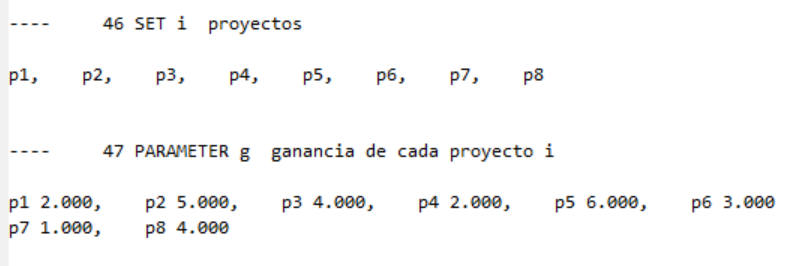 ----     46 SET i  proyectos
p1,    p2,    p3,    p4,    p5,    p6,    p7,    p8
----     47 PARAMETER g  ganancia de cada proyecto i
p1 2.000,    p2 5.000,    p3 4.000,    p4 2.000,    p5 6.000,    p6 3.000
p7 1.000,    p8 4.000